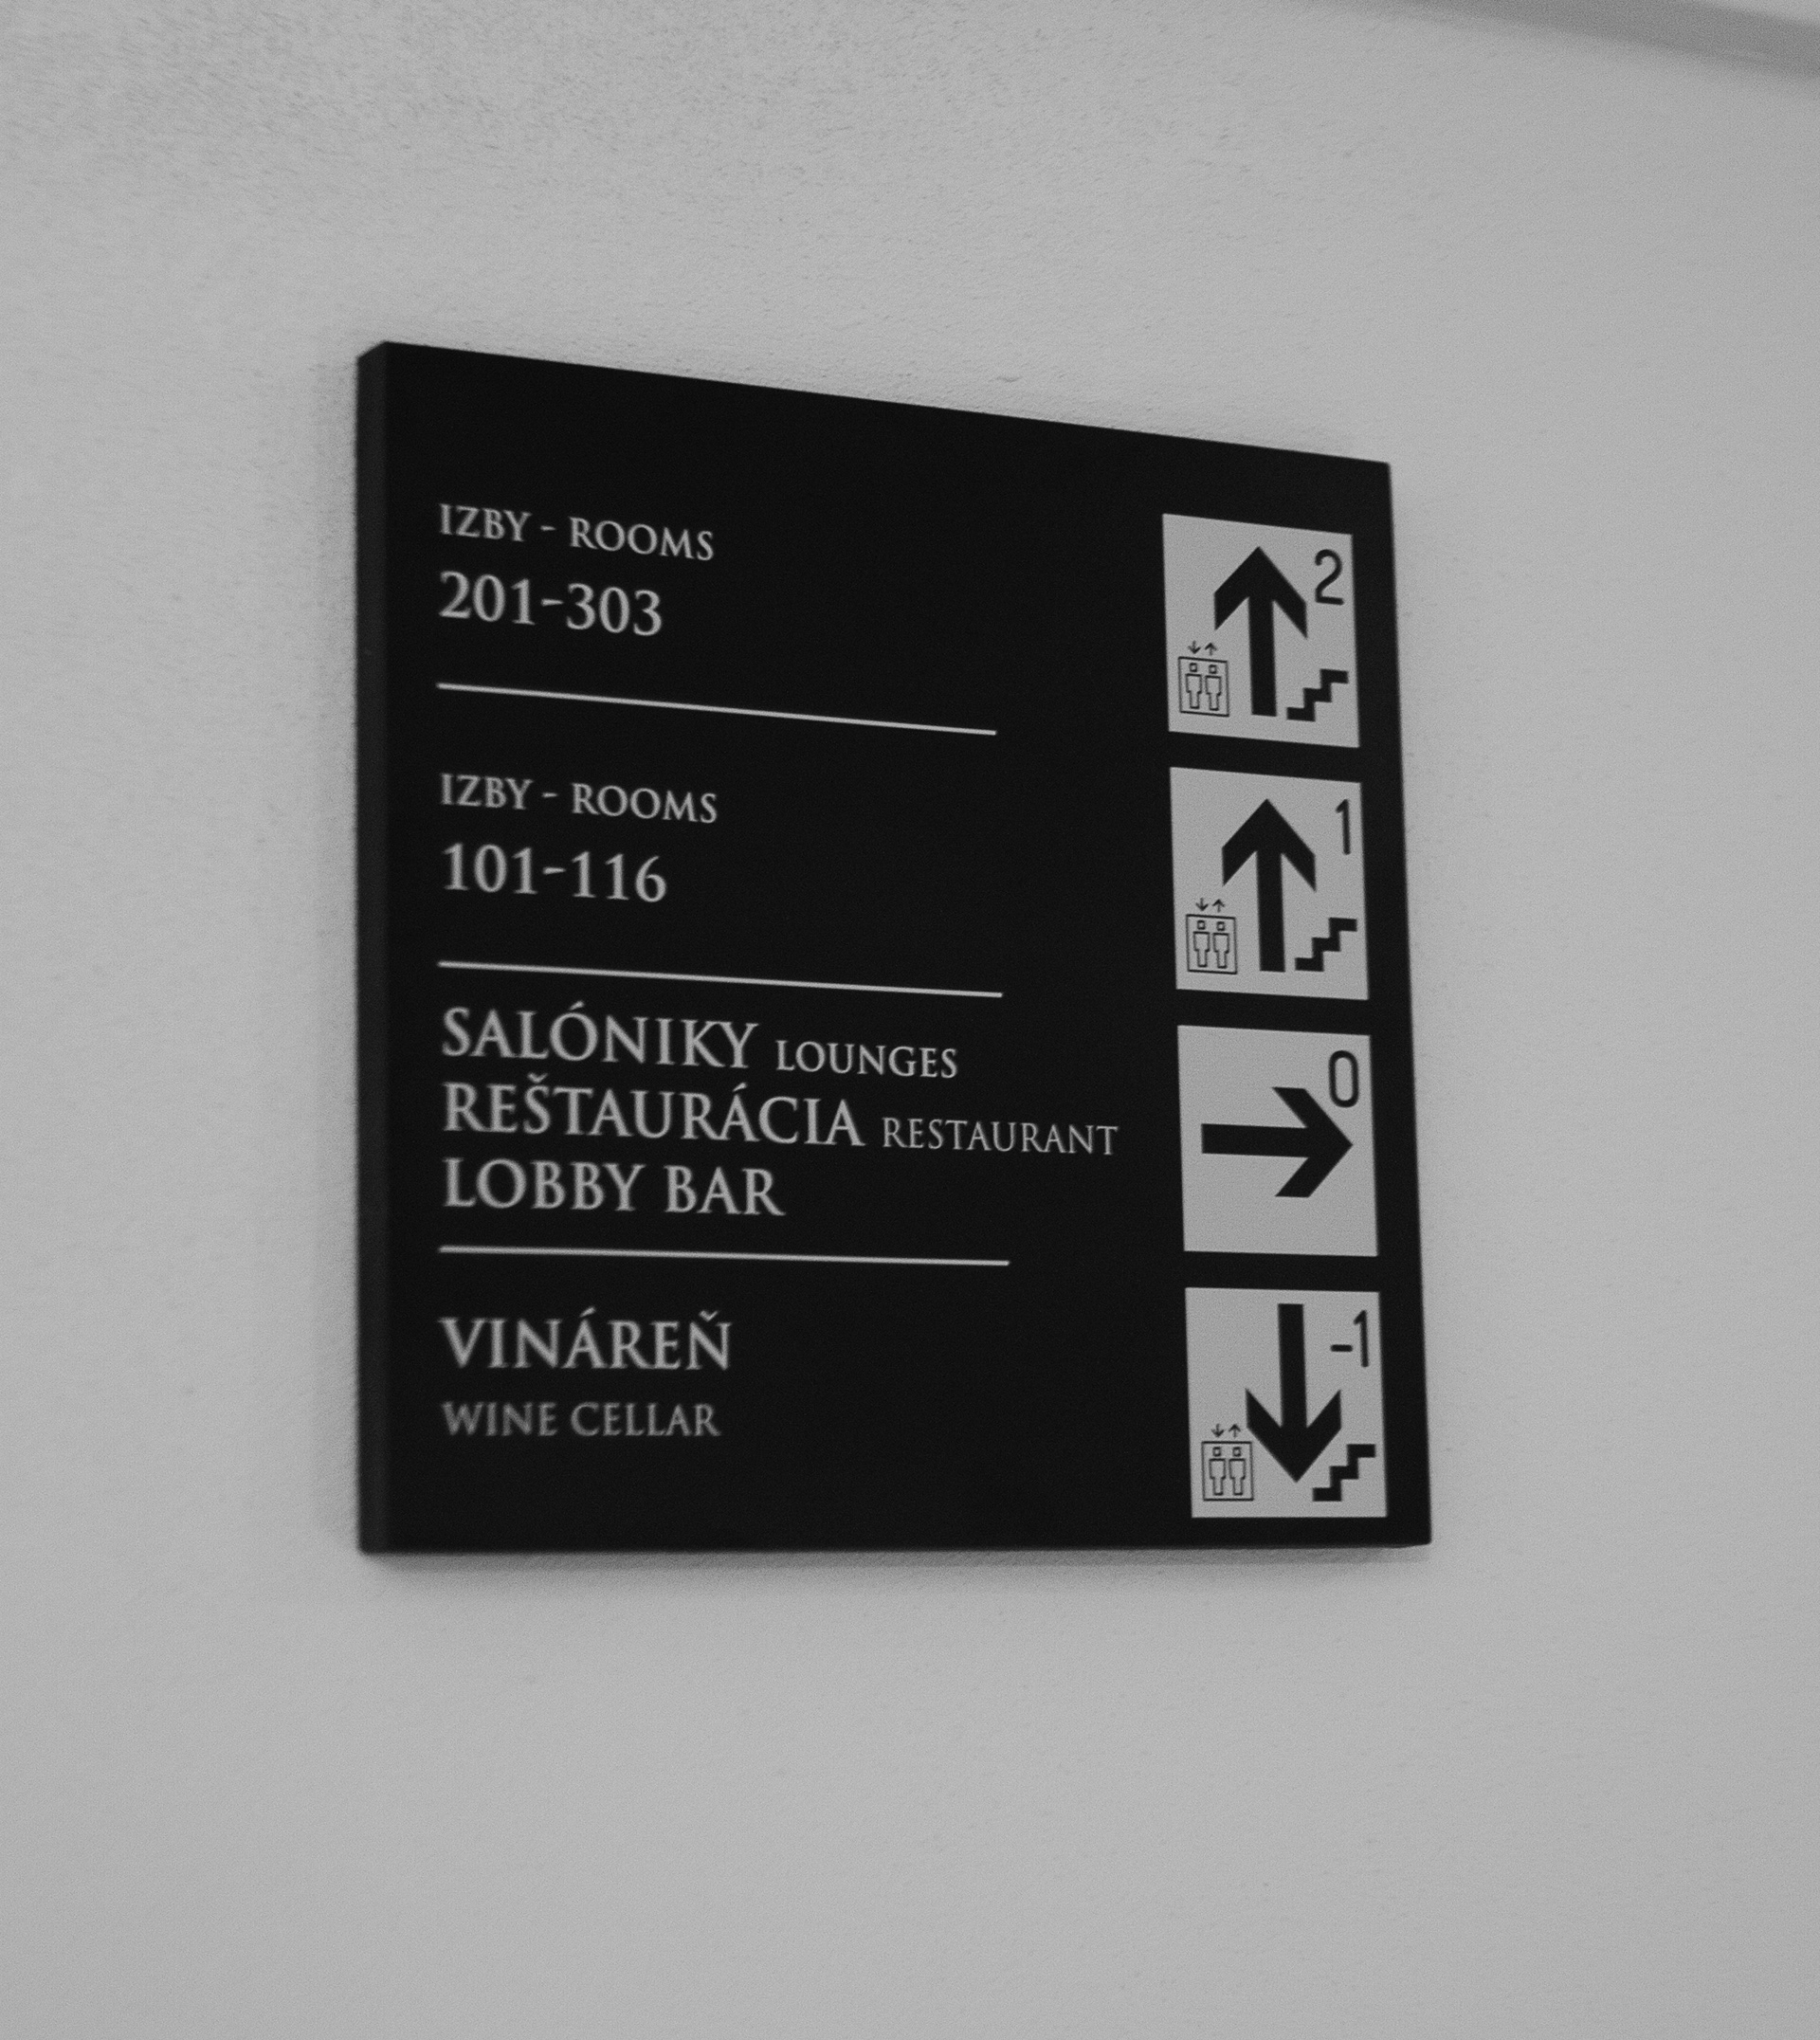 IZBY - ROOMS
201-303
2
IZBY - ROOMS
101-116
1
SALÓNIKY LOUNGES
REŠTAURÁCIA RESTAURANT
LOBBY BAR
0
VINÁREŇ
WINE CELLAR
-1